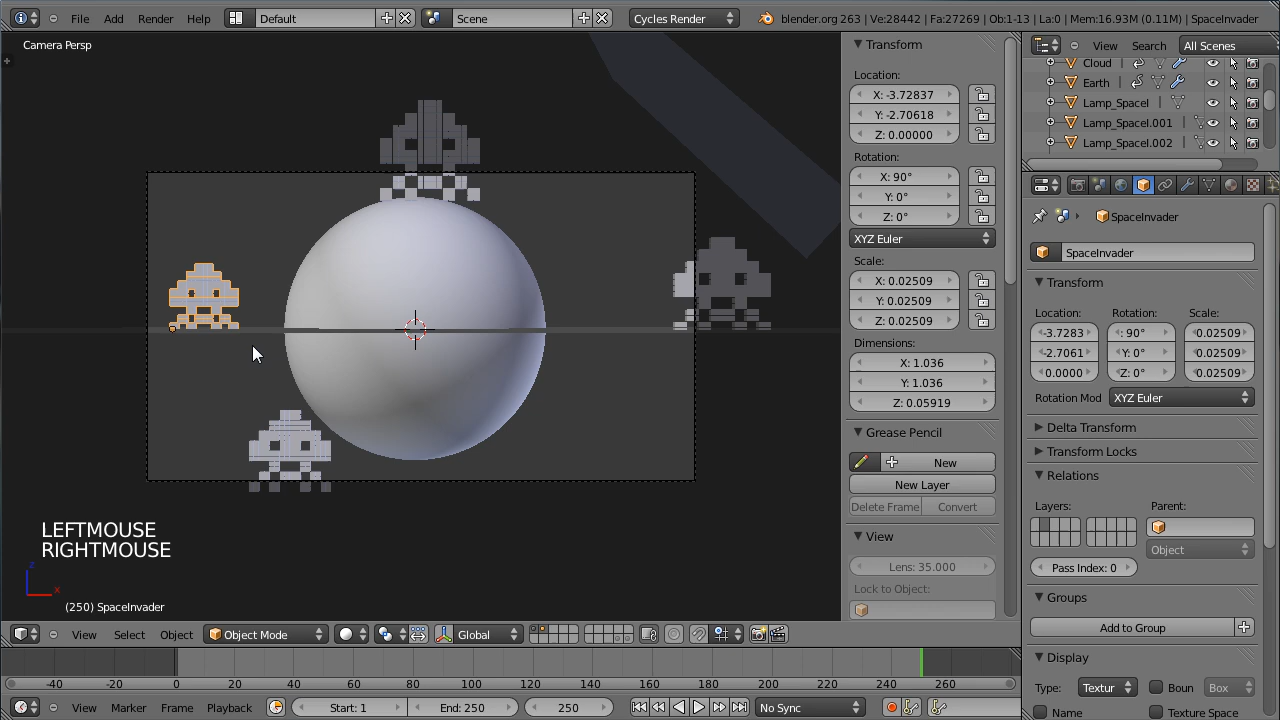 File Add Render Help Default Scene Cycles Render blender.org 263 | Ve:28442 | Fa:27269 | Ob:1-13 | La:0 | Mem:16.93M (0.11M) | SpaceInvader
Camera Persp
Transform
Location:
X: -3.72837
Y: -2.70618
Z: 0.00000
Rotation:
X: 90°
Y: 0°
Z: 0°
XYZ Euler
Scale:
X: 0.02509
Y: 0.02509
Z: 0.02509
Dimensions:
X: 1.036
Y: 1.036
Z: 0.05919
Grease Pencil
New
New Layer
Delete Frame Convert
View
Lens: 35.000
Lock to Object:
View Search All Scenes
Cloud
Earth
Lamp_SpaceI
Lamp_SpaceI.001
Lamp_SpaceI.002
SpaceInvader
SpaceInvader
Transform
Location: Rotation: Scale:
-3.7283 : 90° 0.02509
-2.7061 Y: 0° 0.02509
0.0000 Z: 0° 0.02509
Rotation Mod XYZ Euler
Delta Transform
Transform Locks
Relations
Layers: Parent:
Object
Pass Index: 0
Groups
Add to Group
Display
Type: Textur Boun Box
Name Texture Space
LEFTMOUSE
RIGHTMOUSE
z
x
(250) SpaceInvader
View Select Object Object Mode Global
-40 -20 0 20 40 60 80 100 120 140 160 180 200 220 240 260
View Marker Frame Playback Start: 1 End: 250 250 No Sync